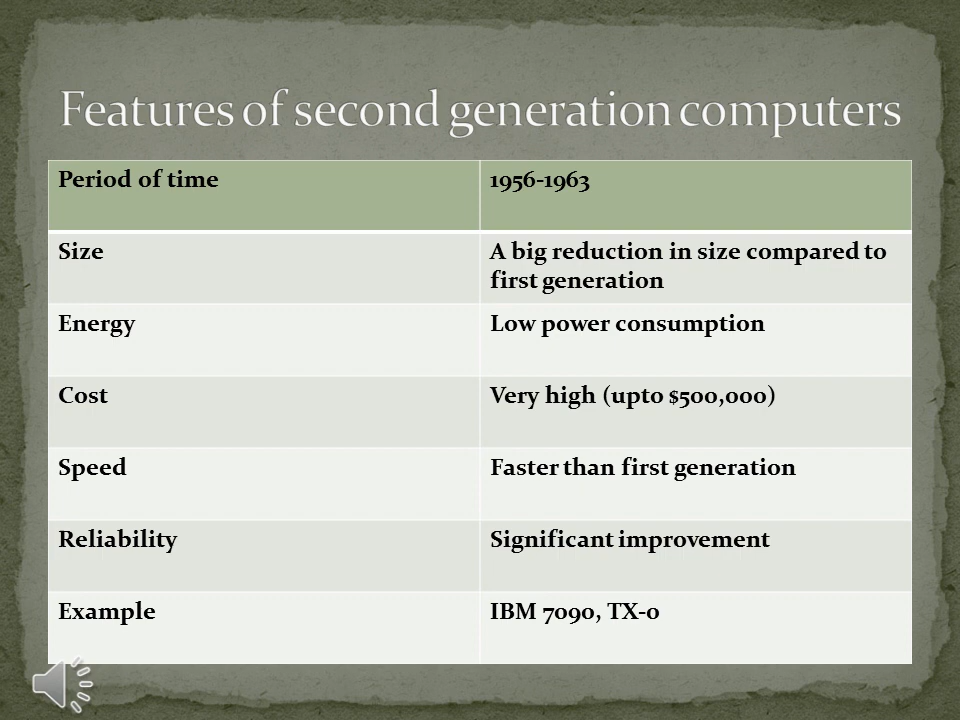 Features of second generation computers
Period of time
1956-1963
Size
A big reduction in size compared to
first generation
Energy
Low power consumption
Cost
Very high (upto $500,000)
Speed
Faster than first generation
Reliability
Significant improvement
Example
IBM 7090, TX-0